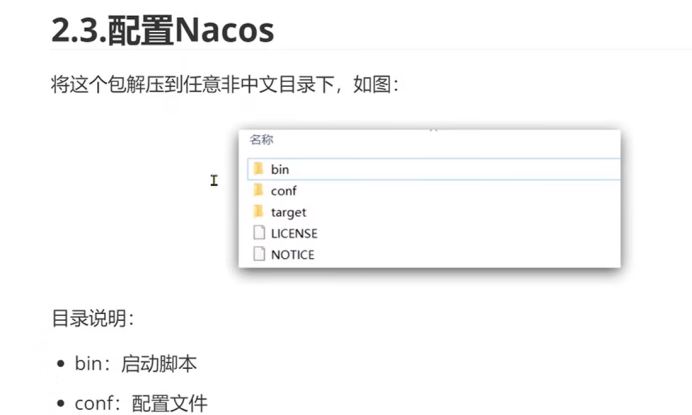 2.3.配置Nacos
将这个包解压到任意非中文目录下，如图：
名称
bin
conf
target
LICENSE
NOTICE
目录说明：
• bin：启动脚本
• conf：配置文件